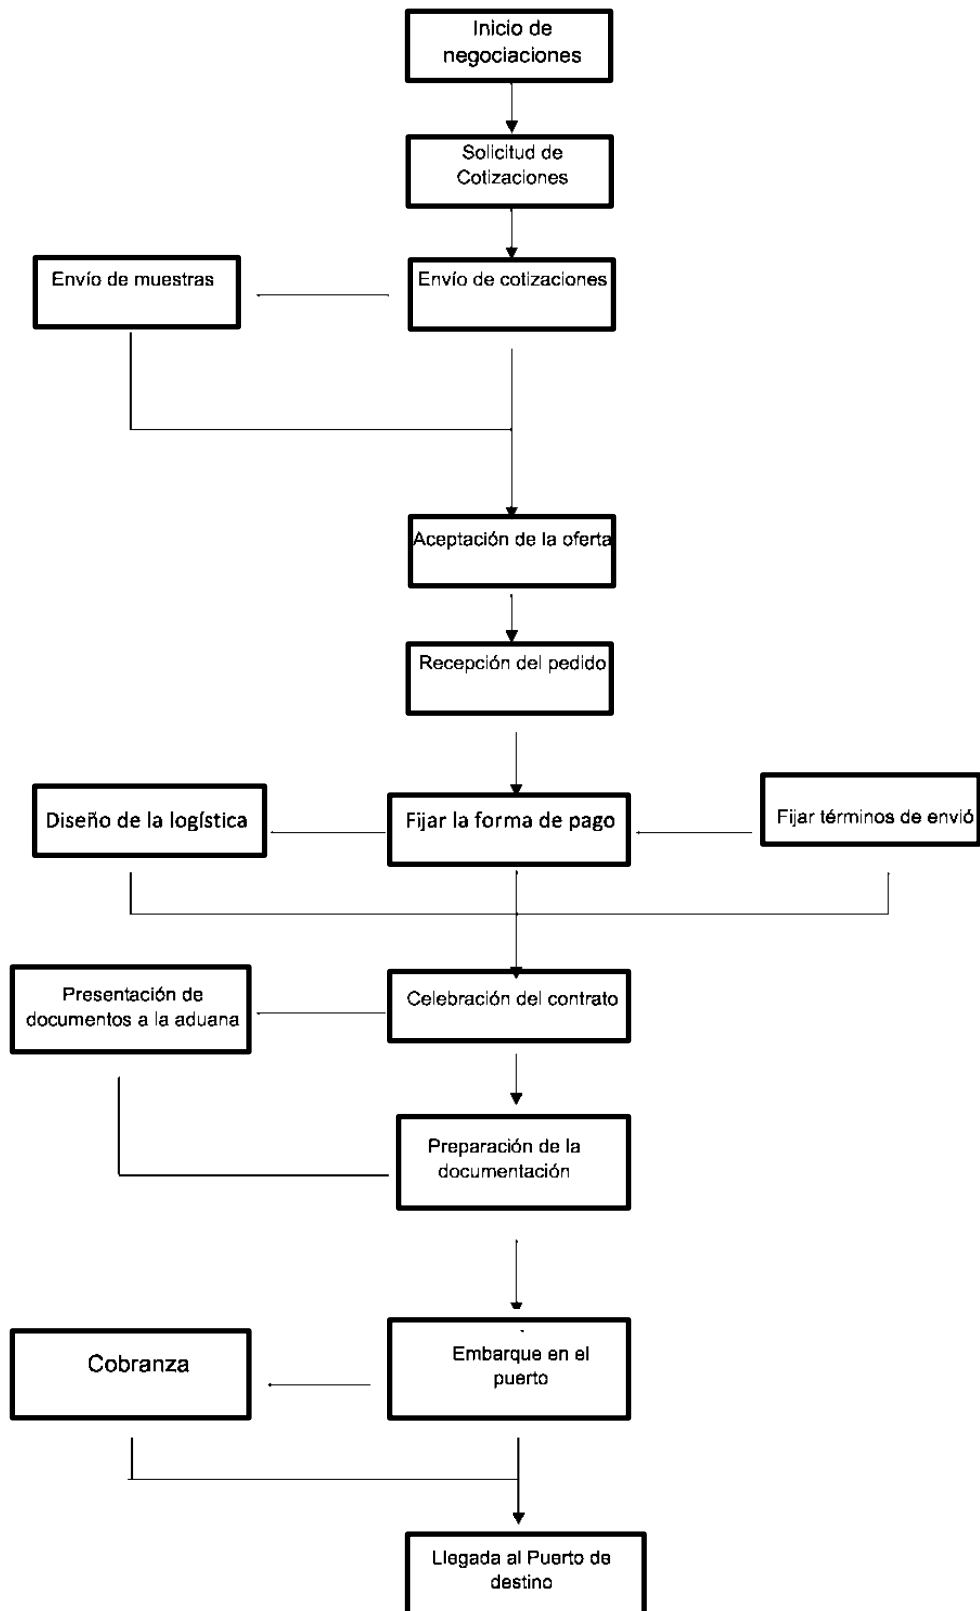 Inicio de
negociaciones
Solicitud de
Cotizaciones
Envío de muestras
Envío de cotizaciones
Aceptación de la oferta
Recepción del pedido
Diseño de la logística
Fijar la forma de pago
Fijar términos de envió
Presentación de
documentos a la aduana
Celebración del contrato
Preparación de la
documentación
Cobranza
Embarque en el
puerto
Llegada al Puerto de
destino